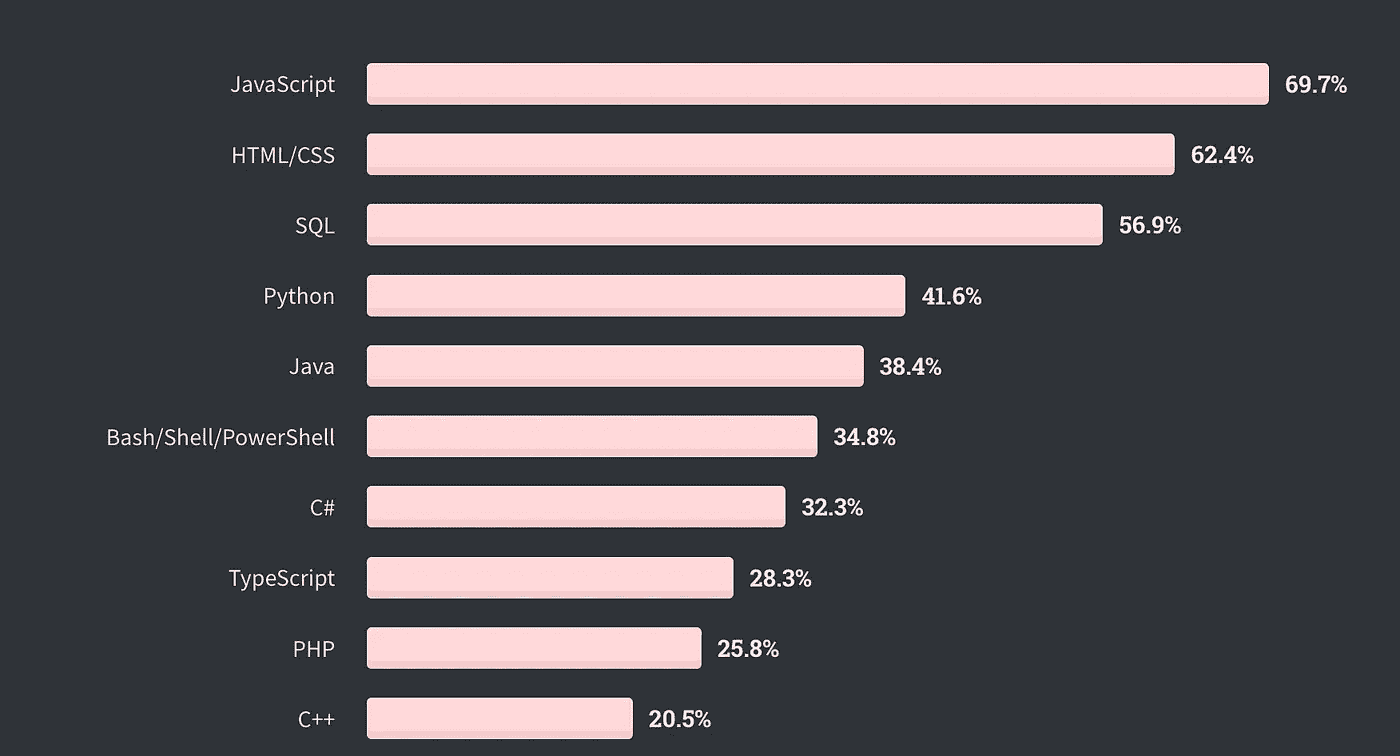 JavaScript 69.7%
HTML/CSS 62.4%
SQL 56.9%
Python 41.6%
Java 38.4%
Bash/Shell/PowerShell 34.8%
C# 32.3%
TypeScript 28.3%
PHP 25.8%
C++ 20.5%